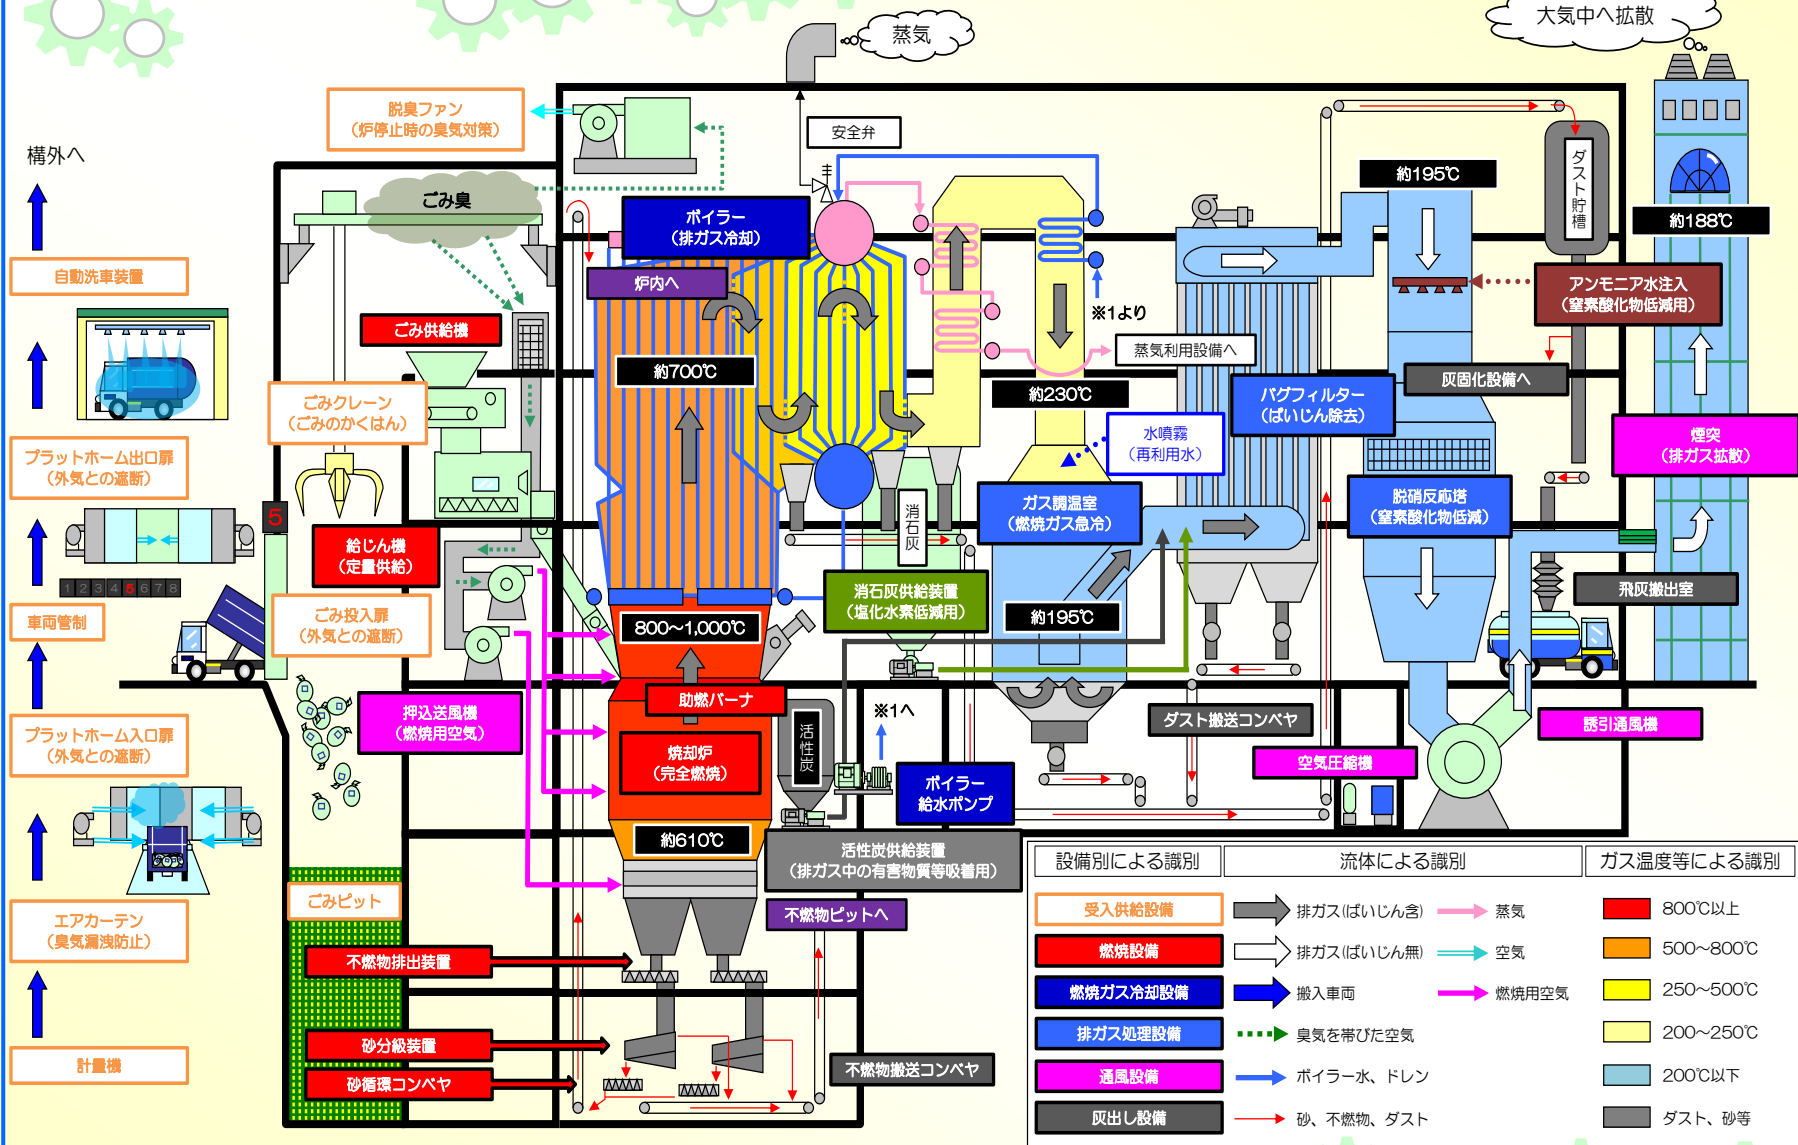 大気中へ拡散
蒸気
脱臭ファン
(炉停止時の臭気対策)
安全弁
構外へ
ごみ臭
ボイラー
(排ガス冷却)
炉内へ
約195℃
ダスト貯槽
約188℃
自動洗車装置
ごみ供給機
アンモニア水注入
(窒素酸化物低減用)
※1より
蒸気利用設備へ
約700℃
約230℃
灰固化設備へ
ごみクレーン
(ごみのかくはん)
バグフィルター
(ばいじん除去)
水噴霧
(再利用水)
煙突
(排ガス拡散)
プラットホーム出口扉
(外気との遮断)
ガス調温室
(燃焼ガス急冷)
脱硝反応塔
(窒素酸化物低減)
消石灰
5
給じん機
(定量供給)
1 2 3 4 5 6 7 8
消石灰供給装置
(塩化水素低減用)
飛灰搬出室
車両管制
ごみ投入扉
(外気との遮断)
800～1,000℃
約195℃
助燃バーナ
押込送風機
(燃焼用空気)
※1へ
ダスト搬送コンベヤ
誘引通風機
プラットホーム入口扉
(外気との遮断)
活性炭
焼却炉
(完全燃焼)
空気圧縮機
ボイラー
給水ポンプ
約610℃
活性炭供給装置
(排ガス中の有害物質等吸着用)
ごみピット
不燃物ピットへ
エアカーテン
(臭気漏洩防止)
不燃物排出装置
砂分級装置
計量機
砂循環コンベヤ
不燃物搬送コンベヤ
設備別による識別
流体による識別
ガス温度等による識別
受入供給設備
排ガス(ばいじん含)
蒸気
800℃以上
燃焼設備
排ガス(ばいじん無)
空気
500～800℃
燃焼ガス冷却設備
搬入車両
燃焼用空気
250～500℃
排ガス処理設備
臭気を帯びた空気
200～250℃
通風設備
ボイラー水、ドレン
200℃以下
灰出し設備
砂、不燃物、ダスト
ダスト、砂等